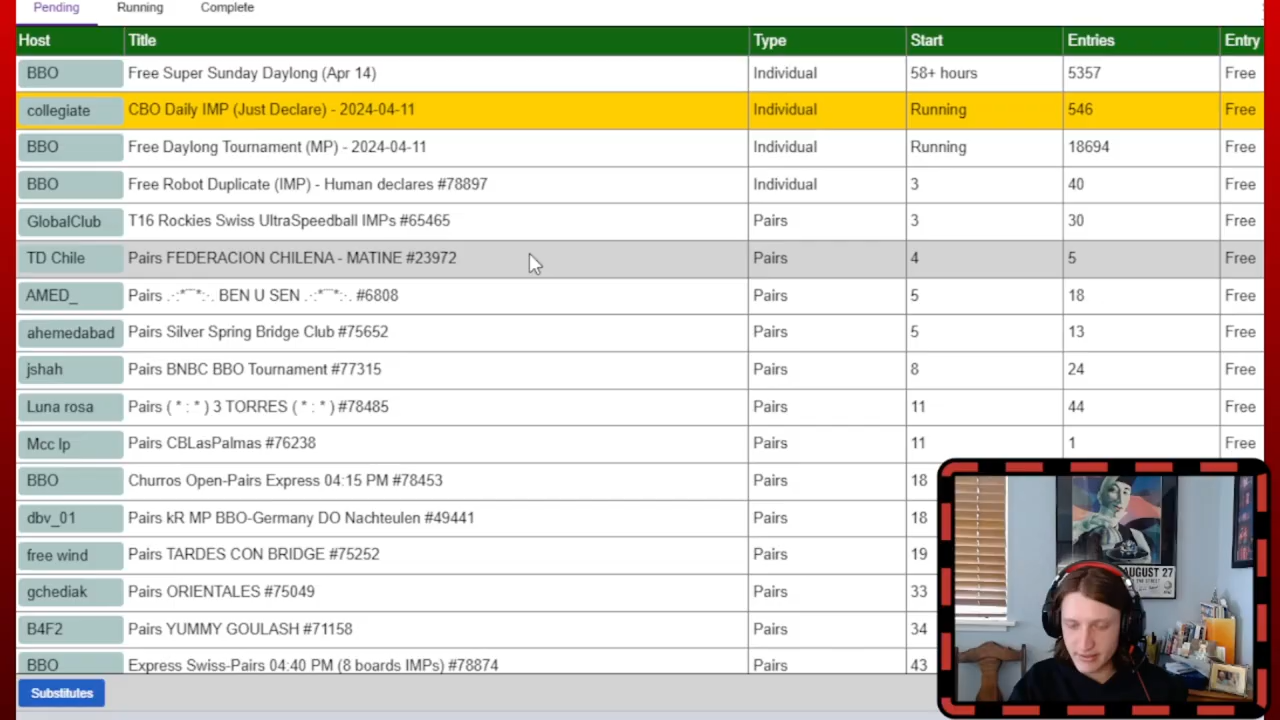 Pending Running Complete
Host Title Type Start Entries Entry
BBO Free Super Sunday Daylong (Apr 14) Individual 58+ hours 5357 Free
collegiate CBO Daily IMP (Just Declare) - 2024-04-11 Individual Running 546 Free
BBO Free Daylong Tournament (MP) - 2024-04-11 Individual Running 18694 Free
BBO Free Robot Duplicate (IMP) - Human declares #78897 Individual 3 40 Free
GlobalClub T16 Rockies Swiss UltraSpeedball IMPs #65465 Pairs 3 30 Free
TD Chile Pairs FEDERACION CHILENA - MATINE #23972 Pairs 4 5 Free
AMED_ Pairs .·:*¨¨*:·. BEN U SEN .·:*¨¨*:·. #6808 Pairs 5 18 Free
ahemedabad Pairs Silver Spring Bridge Club #75652 Pairs 5 13 Free
jshah Pairs BNBC BBO Tournament #77315 Pairs 8 24 Free
Luna rosa Pairs ( * : * ) 3 TORRES ( * : * ) #78485 Pairs 11 44 Free
Mcc lp Pairs CBLasPalmas #76238 Pairs 11 1 Free
BBO Churros Open-Pairs Express 04:15 PM #78453 Pairs 18
dbv_01 Pairs kR MP BBO-Germany DO Nachteulen #49441 Pairs 18
free wind Pairs TARDES CON BRIDGE #75252 Pairs 19
gchediak Pairs ORIENTALES #75049 Pairs 33
B4F2 Pairs YUMMY GOULASH #71158 Pairs 34
BBO Express Swiss-Pairs 04:40 PM (8 boards IMPs) #78874 Pairs 43
Substitutes
AUGUST 27